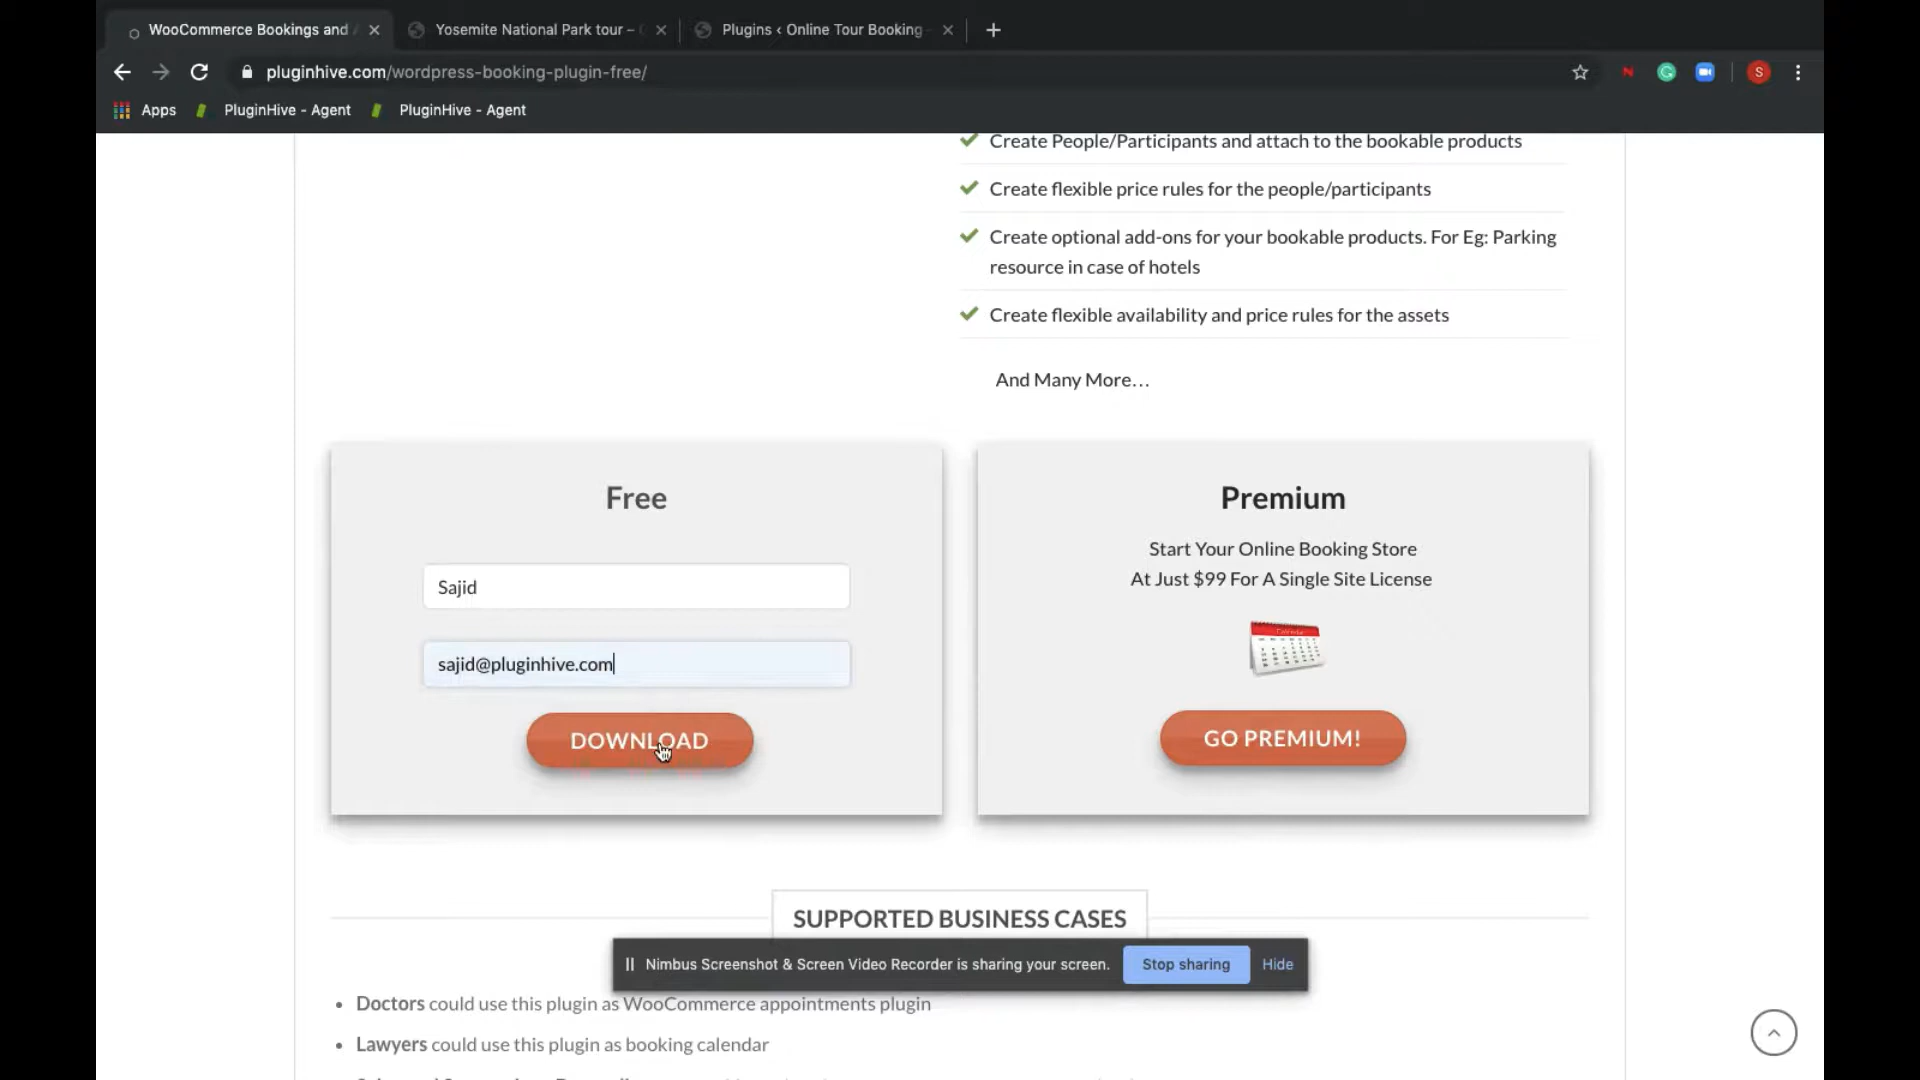 WooCommerce Bookings and
Yosemite National Park tour –
Plugins ‹ Online Tour Booking
pluginhive.com/wordpress-booking-plugin-free/
S
Apps
PluginHive - Agent
PluginHive - Agent
Create People/Participants and attach to the bookable products
Create flexible price rules for the people/participants
Create optional add-ons for your bookable products. For Eg: Parking
resource in case of hotels
Create flexible availability and price rules for the assets
And Many More…
Free
Premium
Start Your Online Booking Store
At Just $99 For A Single Site License
Sajid
sajid@pluginhive.com
Calendar
DOWNLOAD
GO PREMIUM!
SUPPORTED BUSINESS CASES
Nimbus Screenshot & Screen Video Recorder is sharing your screen. Stop sharing Hide
• Doctors could use this plugin as WooCommerce appointments plugin
• Lawyers could use this plugin as booking calendar